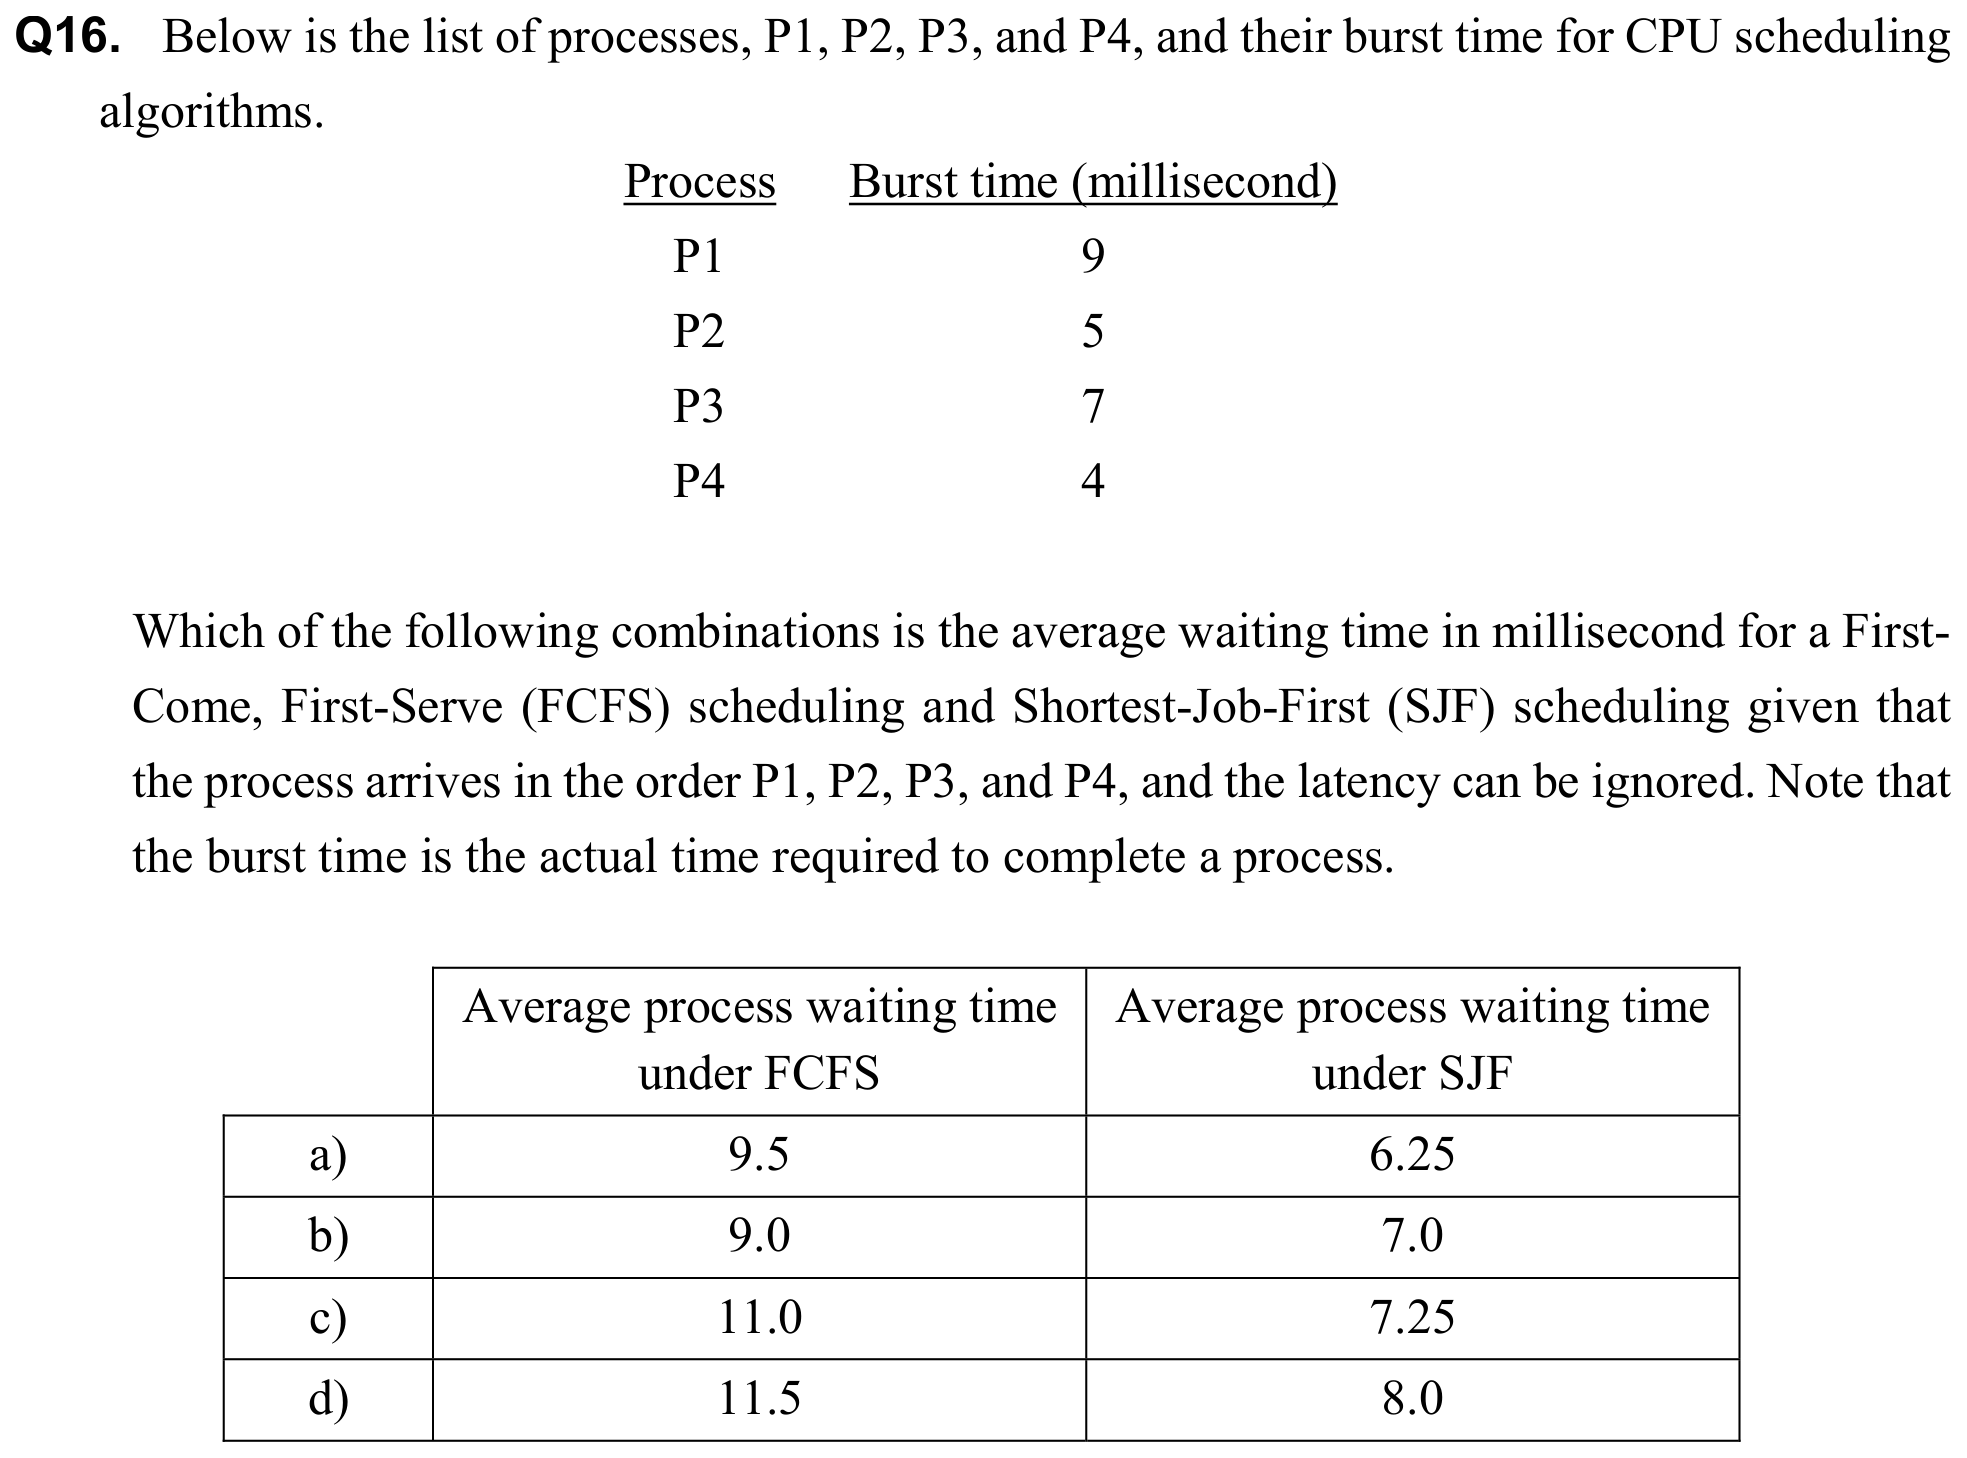 Q16. Below is the list of processes, P1, P2, P3, and P4, and their burst time for CPU scheduling
algorithms.
Process Burst time (millisecond)
P1 9
P2 5
P3 7
P4 4
Which of the following combinations is the average waiting time in millisecond for a First-
Come, First-Serve (FCFS) scheduling and Shortest-Job-First (SJF) scheduling given that
the process arrives in the order P1, P2, P3, and P4, and the latency can be ignored. Note that
the burst time is the actual time required to complete a process.
Average process waiting time Average process waiting time
under FCFS under SJF
a) 9.5 6.25
b) 9.0 7.0
c) 11.0 7.25
d) 11.5 8.0